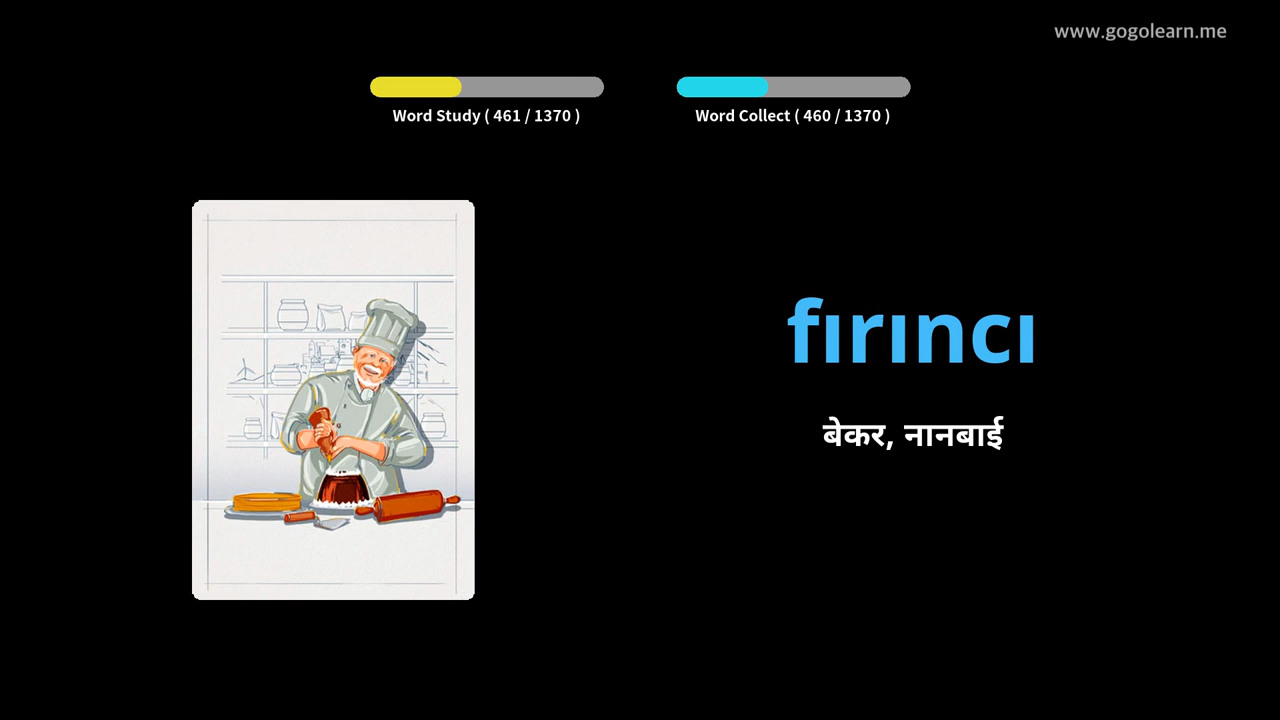 www.gogolearn.me
Word Study ( 461 / 1370 )
Word Collect ( 460 / 1370 )
fırıncı
बेकर, नानबाई